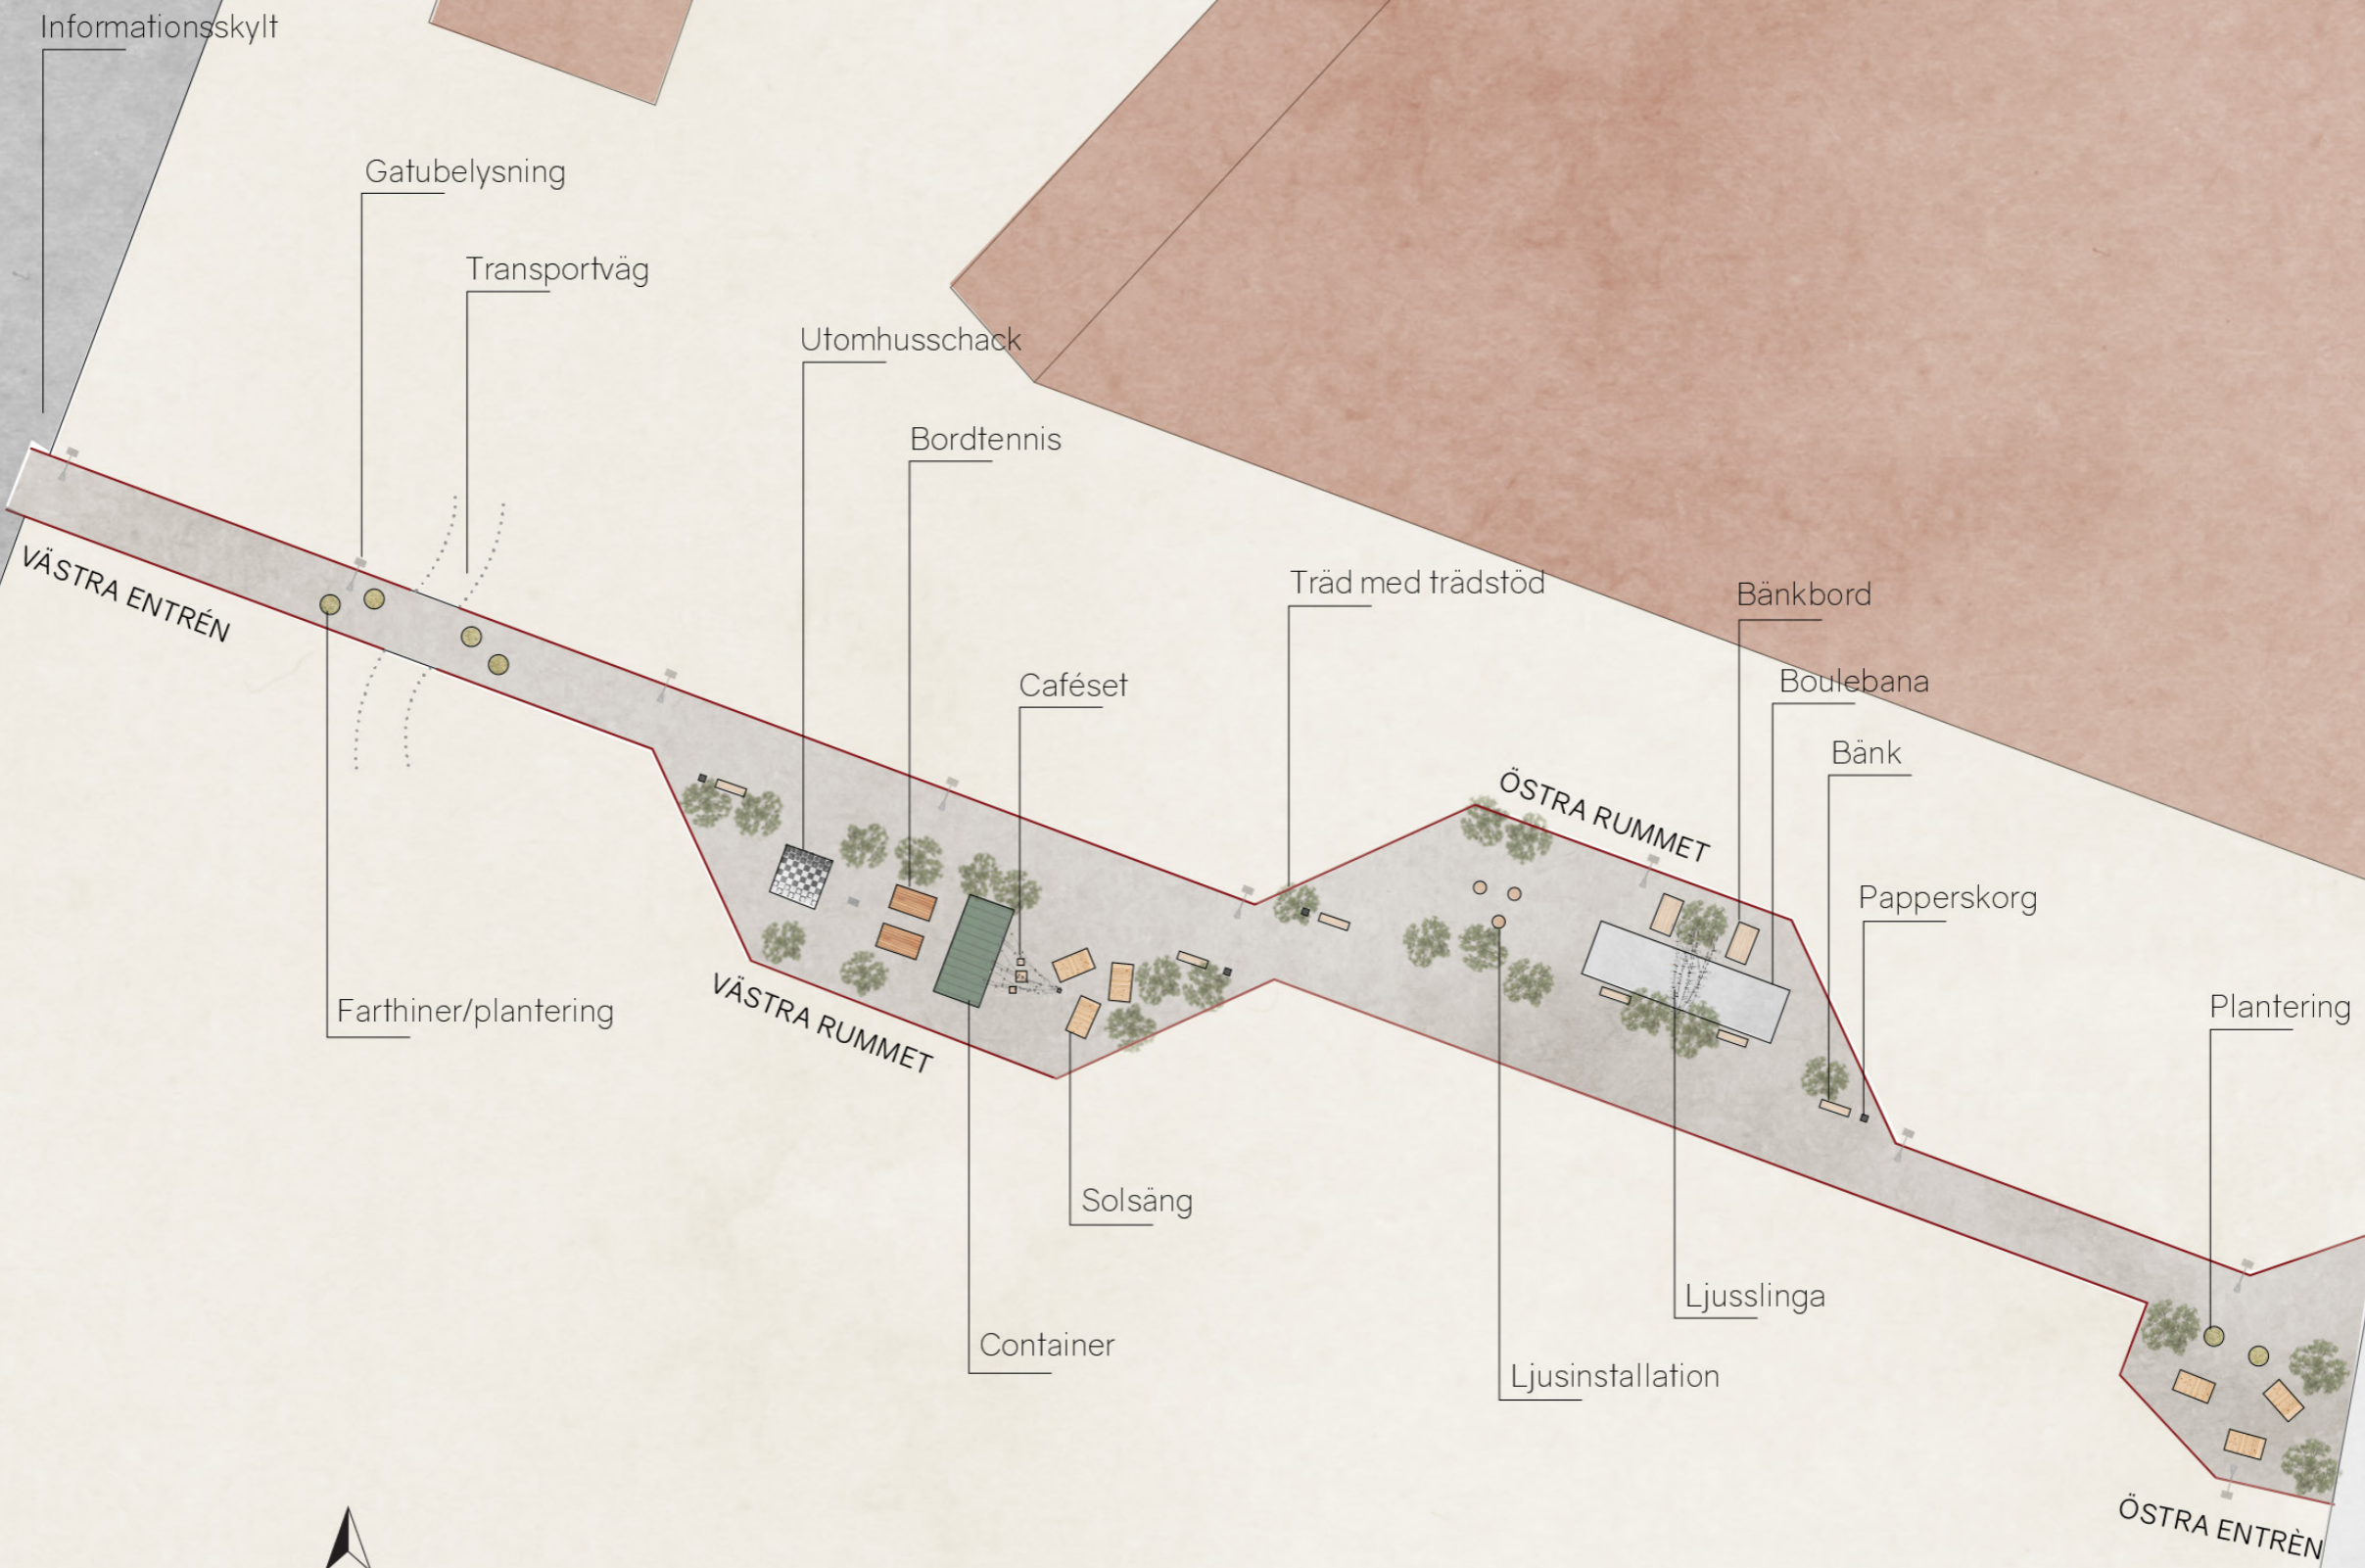 Informationsskylt
Gatubelysning
Transportväg
Utomhusschack
Bordtennis
Träd med trädstöd
Bänkbord
Caféset
Boulebana
Bänk
VÄSTRA ENTRÉN
ÖSTRA RUMMET
Papperskorg
Farthiner/plantering
VÄSTRA RUMMET
Plantering
Solsäng
Ljusslinga
Container
Ljusinstallation
ÖSTRA ENTRÈN